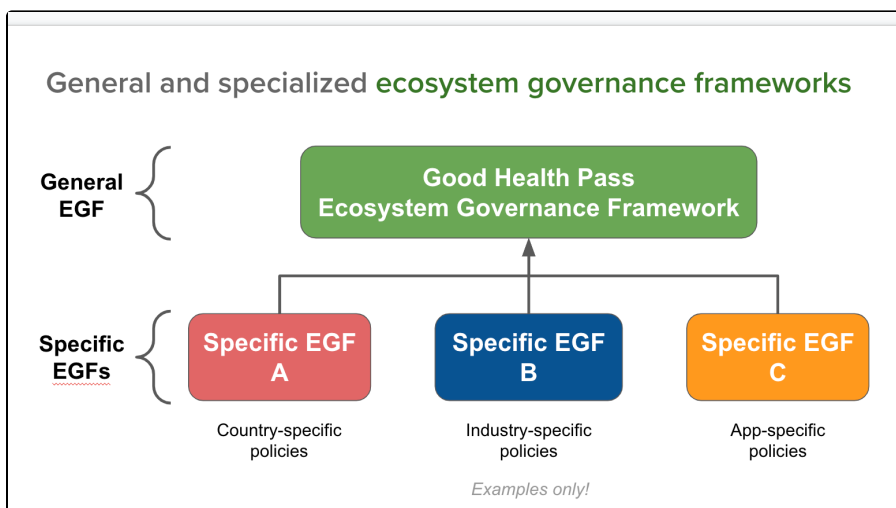 General and specialized ecosystem governance frameworks
General
EGF
Good Health Pass
Ecosystem Governance Framework
Specific
EGFs
Specific EGF
A
Specific EGF
B
Specific EGF
C
Country-specific
policies
Industry-specific
policies
App-specific
policies
Examples only!